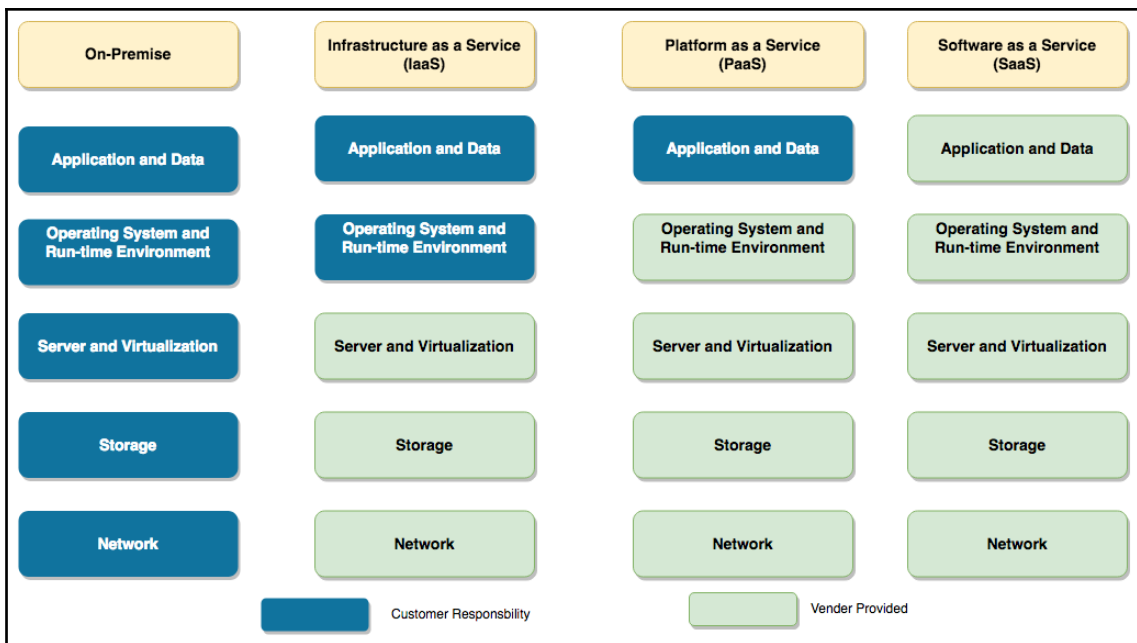 On-Premise
Infrastructure as a Service
(IaaS)
Platform as a Service
(PaaS)
Software as a Service
(SaaS)
Application and Data
Application and Data
Application and Data
Application and Data
Operating System and
Run-time Environment
Operating System and
Run-time Environment
Operating System and
Run-time Environment
Operating System and
Run-time Environment
Server and Virtualization
Server and Virtualization
Server and Virtualization
Server and Virtualization
Storage
Storage
Storage
Storage
Network
Network
Network
Network
Customer Responsbility
Vender Provided